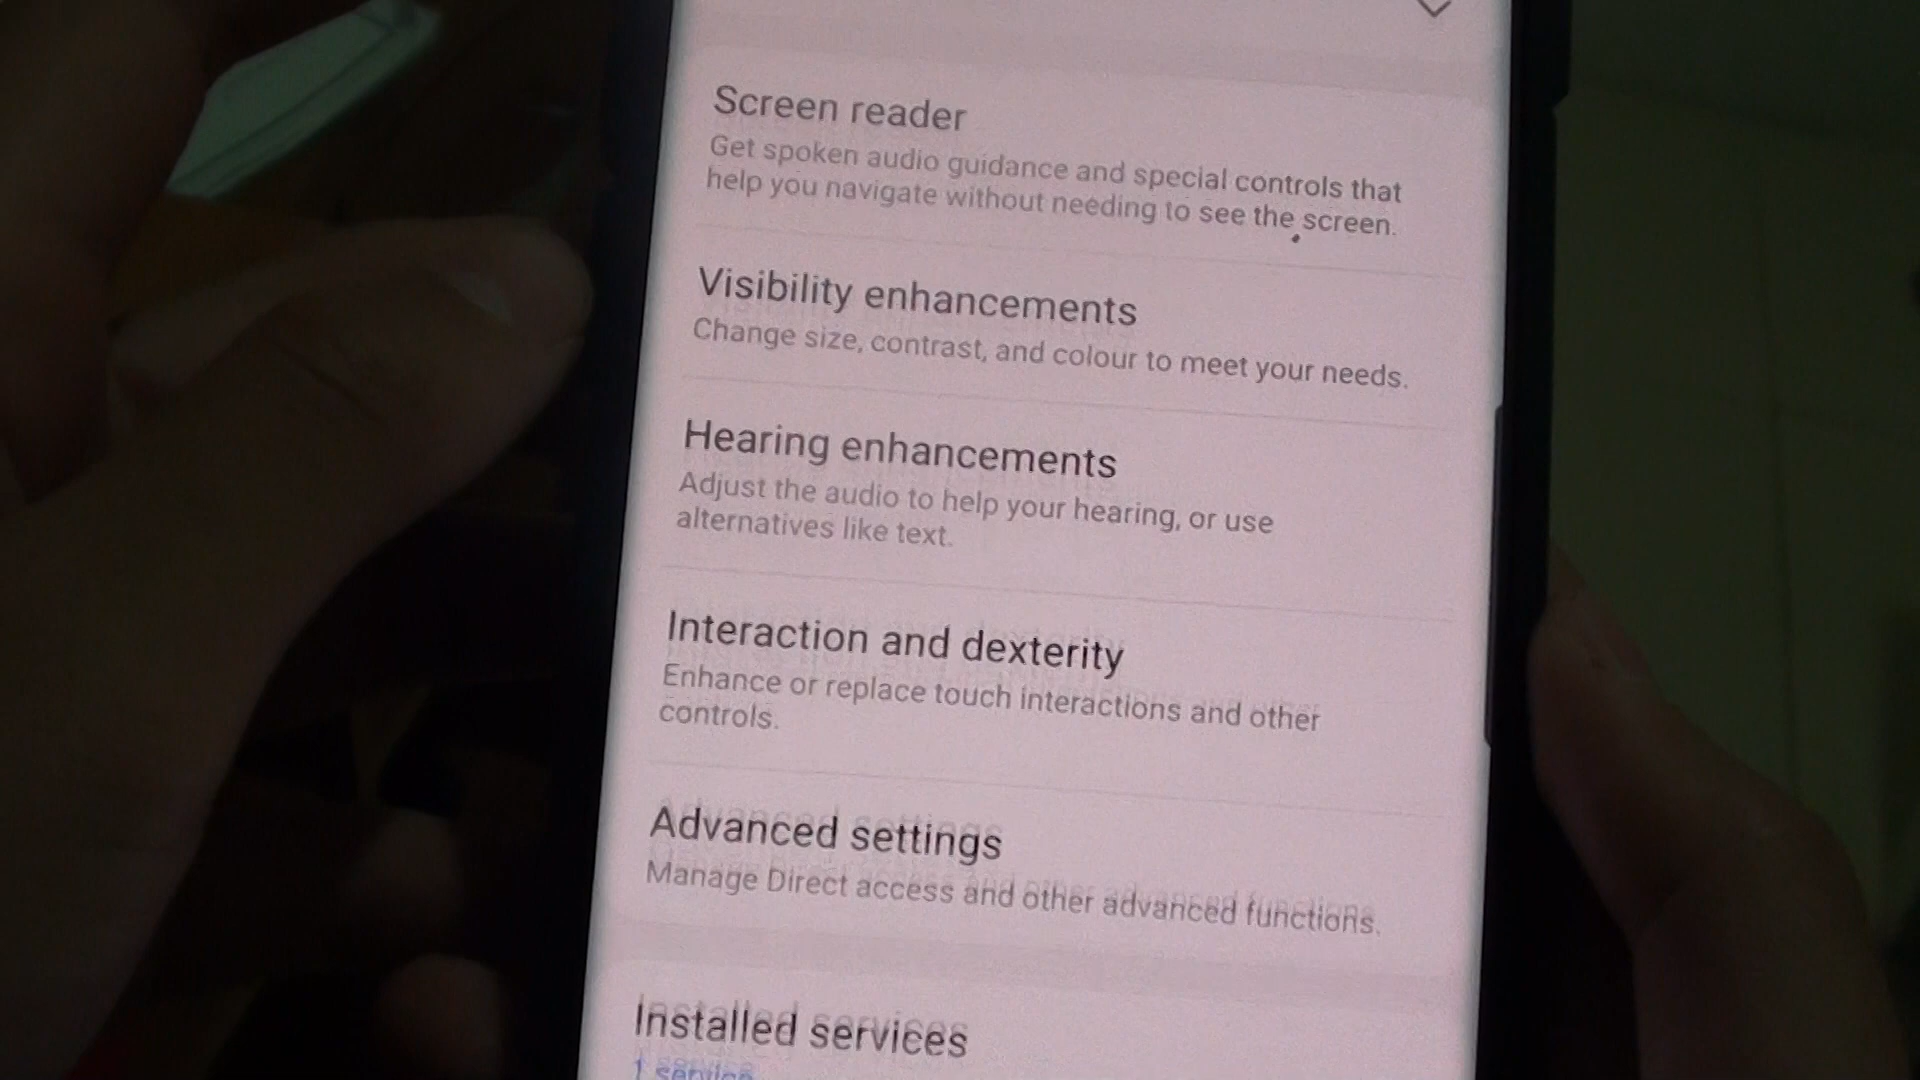 Screen reader
Get spoken audio guidance and special controls that
help you navigate without needing to see the screen.
Visibility enhancements
Change size, contrast, and colour to meet your needs.
Hearing enhancements
Adjust the audio to help your hearing, or use
alternatives like text.
Interaction and dexterity
Enhance or replace touch interactions and other
controls.
Advanced settings
Manage Direct access and other advanced functions.
Installed services
1 service